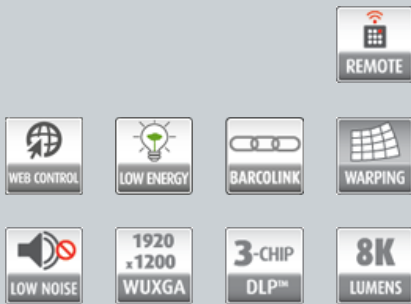 REMOTE
WEB CONTROL
LOW ENERGY
BARCOLINK
WARPING
LOW NOISE
1920
x1200
WUXGA
3-CHIP
DLP™
8K
LUMENS